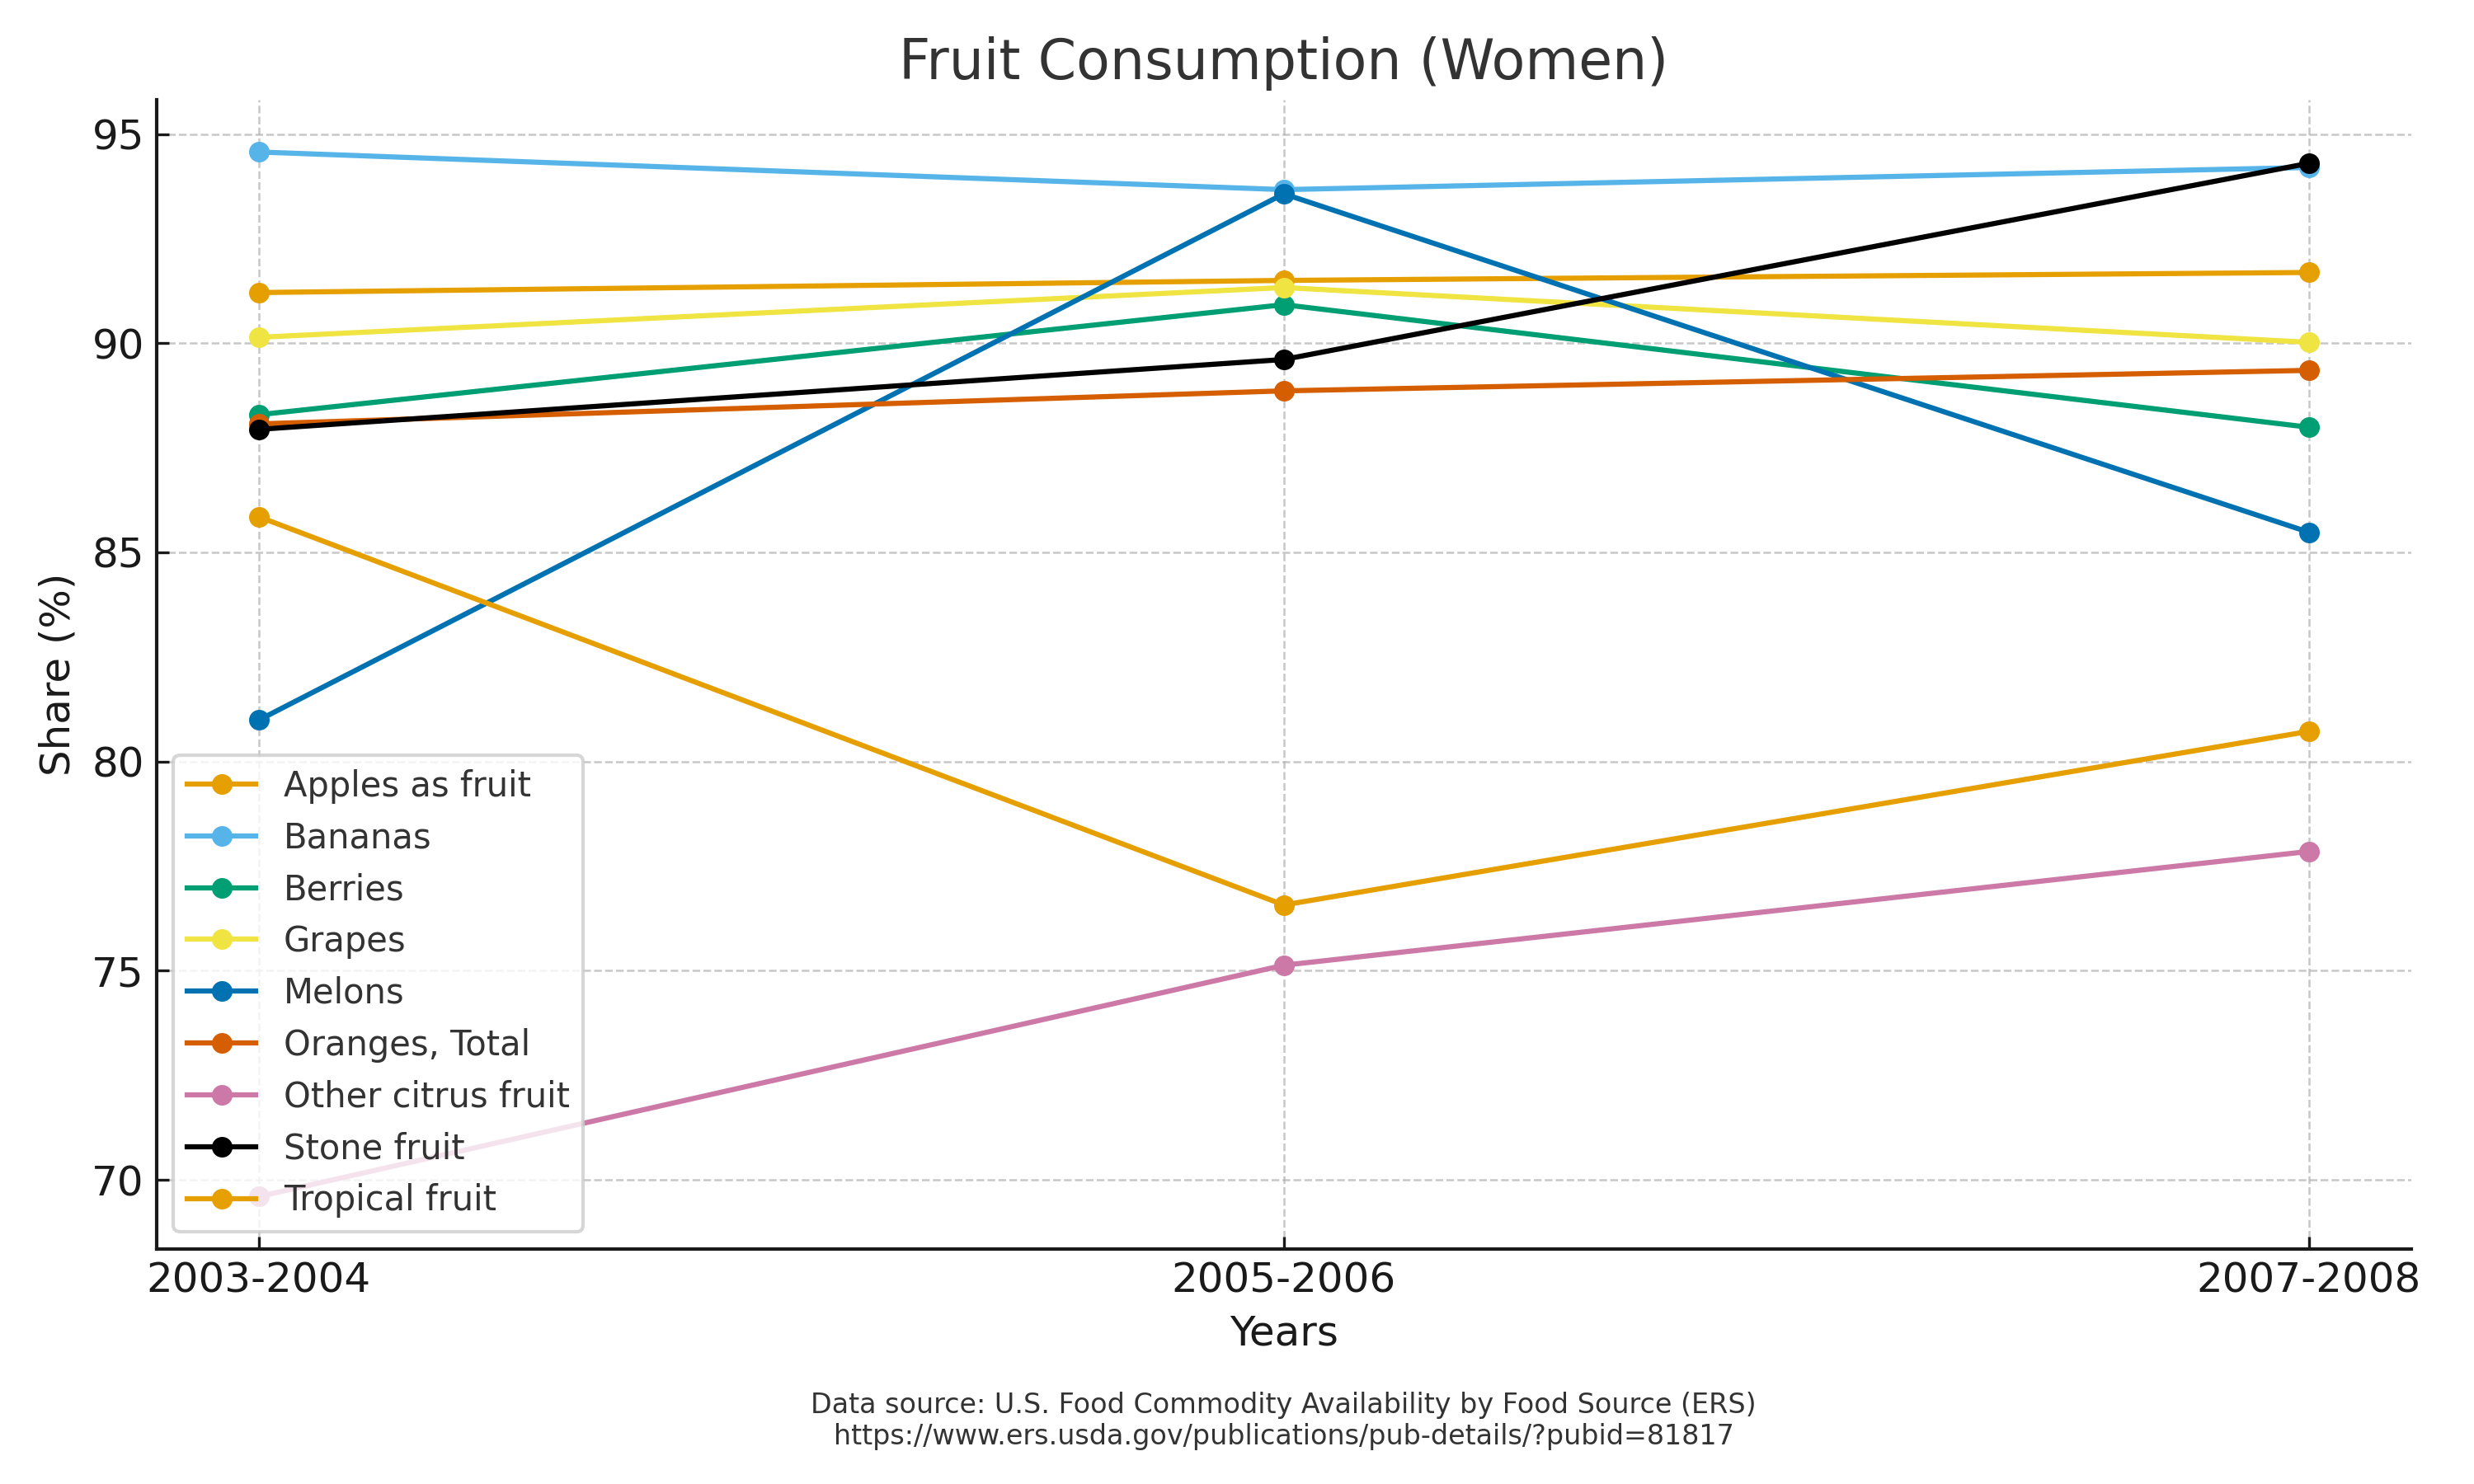 Fruit Consumption (Women)
95
90
85
80
75
70
Share (%)
Apples as fruit
Bananas
Berries
Grapes
Melons
Oranges, Total
Other citrus fruit
Stone fruit
Tropical fruit
2003-2004
2005-2006
2007-2008
Years
Data source: U.S. Food Commodity Availability by Food Source (ERS)
https://www.ers.usda.gov/publications/pub-details/?pubid=81817